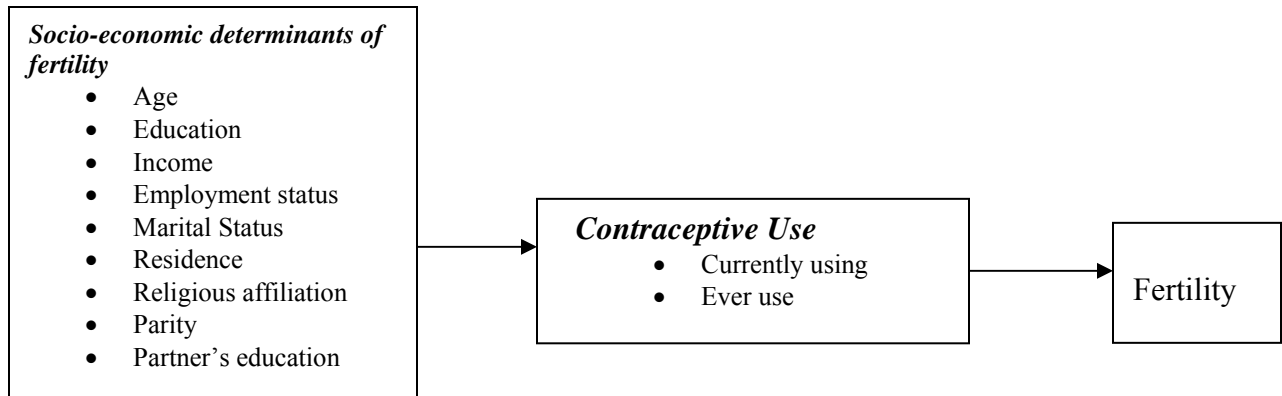 Socio-economic determinants of
fertility
• Age
• Education
• Income
• Employment status
• Marital Status
• Residence
• Religious affiliation
• Parity
• Partner’s education
Contraceptive Use
• Currently using
• Ever use
Fertility